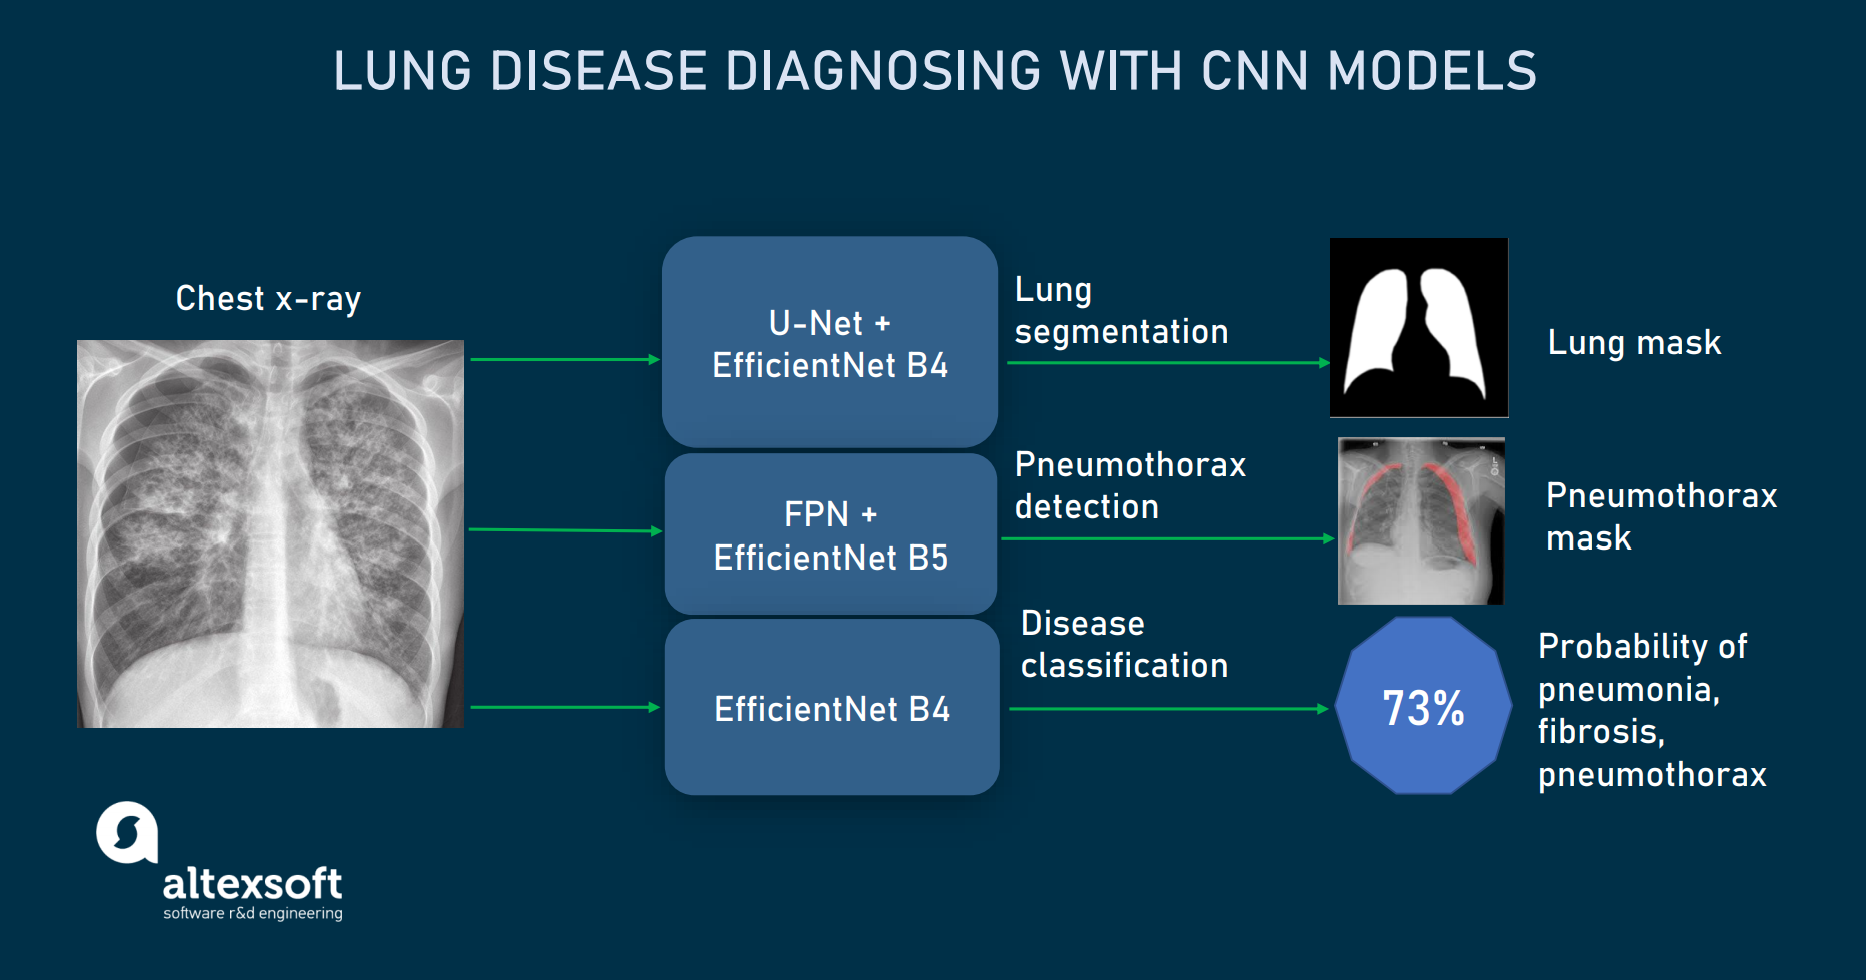 LUNG DISEASE DIAGNOSING WITH CNN MODELS
Chest x-ray
U-Net +
EfficientNet B4
Lung
segmentation
Lung mask
FPN +
EfficientNet B5
Pneumothorax
detection
Pneumothorax
mask
EfficientNet B4
Disease
classification
73%
Probability of
pneumonia,
fibrosis,
pneumothorax
altexsoft
software r&d engineering